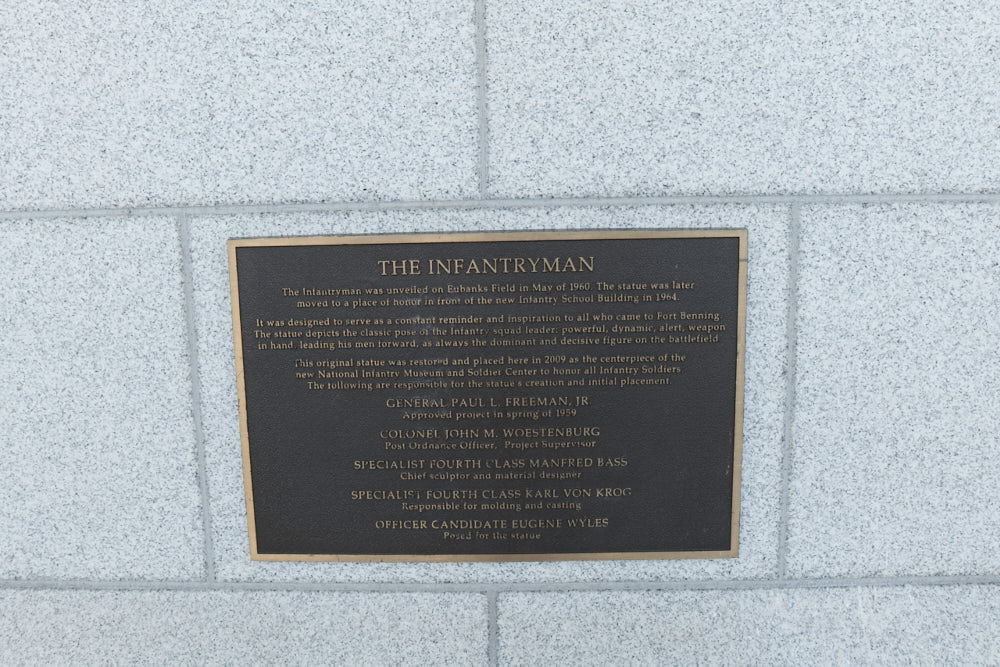 THE INFANTRYMAN
The Infantryman was unveiled on Eubanks Field in May of 1960. The statue was later
moved to a place of honor in front of the new Infantry School Building in 1964.
It was designed to serve as a constant reminder and inspiration to all who came to Fort Benning.
The statue depicts the classic pose of the Infantry squad leader: powerful, dynamic, alert, weapon
in hand, leading his men forward, as always the dominant and decisive figure on the battlefield.
This original statue was restored and placed here in 2009 as the centerpiece of the
new National Infantry Museum and Soldier Center to honor all Infantry Soldiers.
The following are responsible for the statue's creation and initial placement.
GENERAL PAUL L. FREEMAN, JR.
Approved project in spring of 1959
COLONEL JOHN M. WOESTENBURG
Post Ordnance Officer, Project Supervisor
SPECIALIST FOURTH CLASS MANFRED BASS
Chief sculptor and material designer
SPECIALIST FOURTH CLASS KARL VON KROG
Responsible for molding and casting
OFFICER CANDIDATE EUGENE WYLES
Posed for the statue